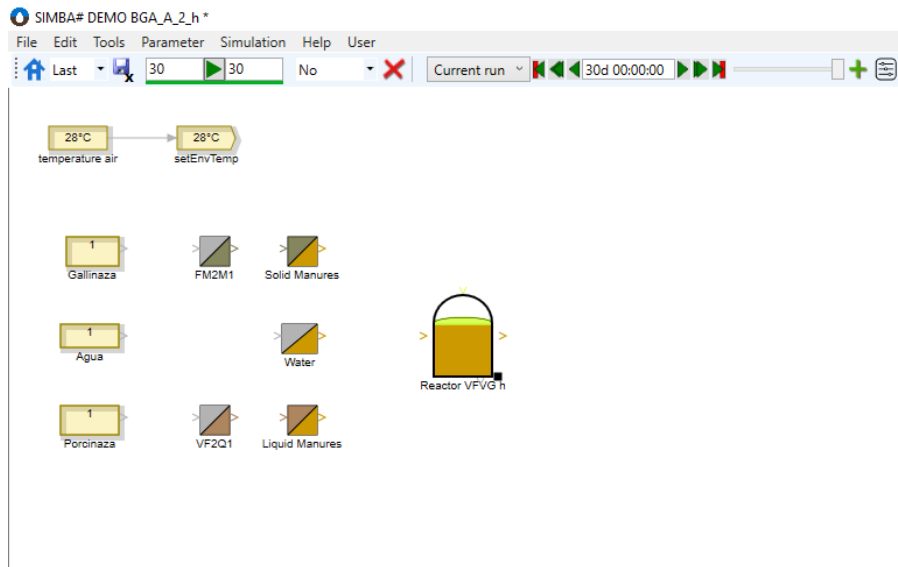 SIMBA# DEMO BGA_A_2_h *
File Edit Tools Parameter Simulation Help User
Last 30 30 No Current run 30d 00:00:00
28°C 28°C
temperature air setEnvTemp
1
Gallinaza FM2M1 Solid Manures
1
Agua Water
Reactor VFVG h
1
Porcinaza VF2Q1 Liquid Manures